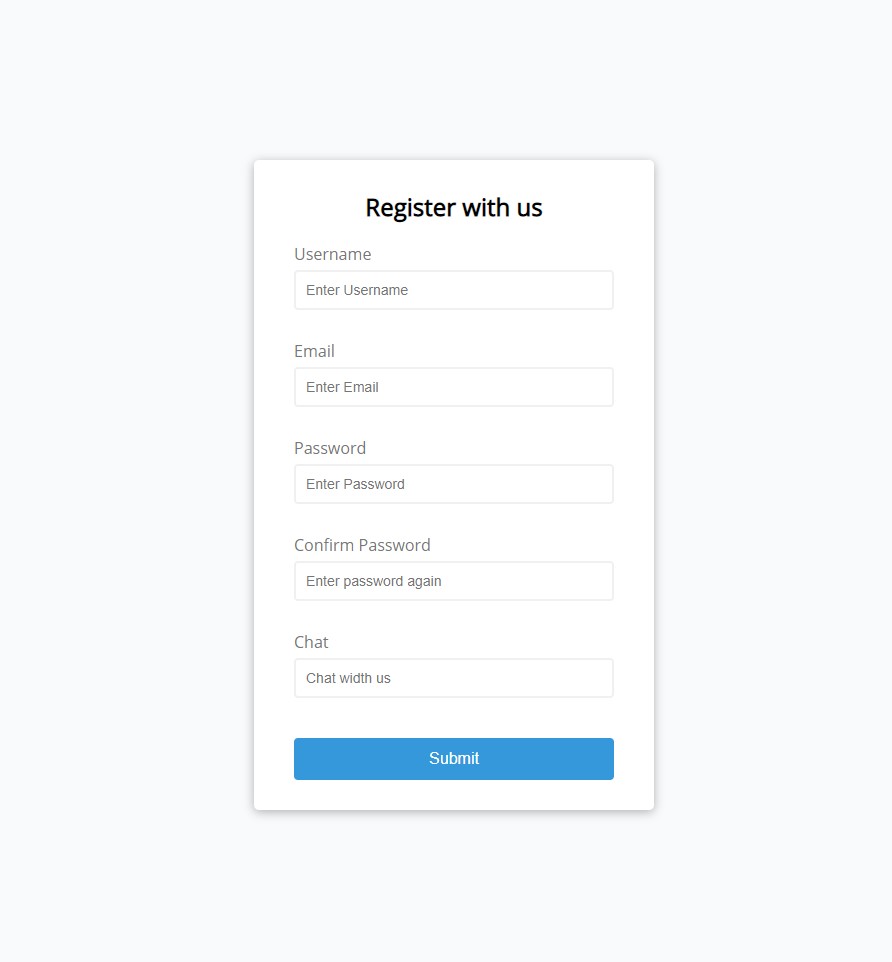 Register with us
Username
Enter Username
Email
Enter Email
Password
Enter Password
Confirm Password
Enter password again
Chat
Chat width us
Submit